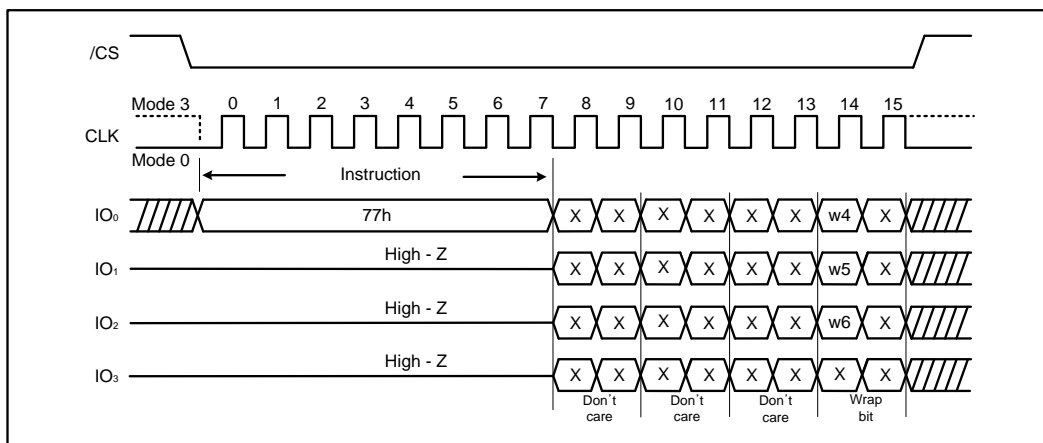 /CS
Mode 3 0 1 2 3 4 5 6 7 8 9 10 11 12 13 14 15
CLK
Mode 0
Instruction
IO₀ 77h X X X X X X w4 X
IO₁ High - Z X X X X X X w5 X
IO₂ High - Z X X X X X X w6 X
IO₃ High - Z X X X X X X X X
Don't care Don't care Don't care Wrap bit